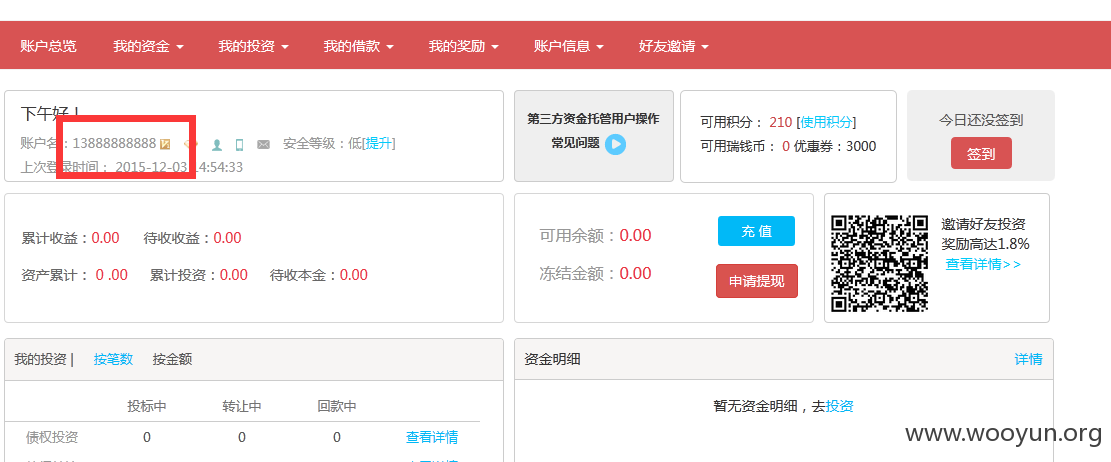 账户总览 我的资金 我的投资 我的借款 我的奖励 账户信息 好友邀请
下午好！
账户名：13888888888 安全等级：低[提升]
上次登录时间： 2015-12-03 14:54:33
第三方资金托管用户操作
常见问题
可用积分： 210 [使用积分]
可用瑞钱币： 0 优惠券：3000
今日还没签到
签到
累计收益：0.00 待收收益：0.00
资产累计： 0 .00 累计投资：0.00 待收本金：0.00
可用余额：0.00
充 值
冻结金额：0.00
申请提现
邀请好友投资
奖励高达1.8%
查看详情>>
我的投资 | 按笔数 按金额
投标中 转让中 回款中
债权投资 0 0 0 查看详情
资金明细 详情
暂无资金明细，去投资
www.wooyun.org